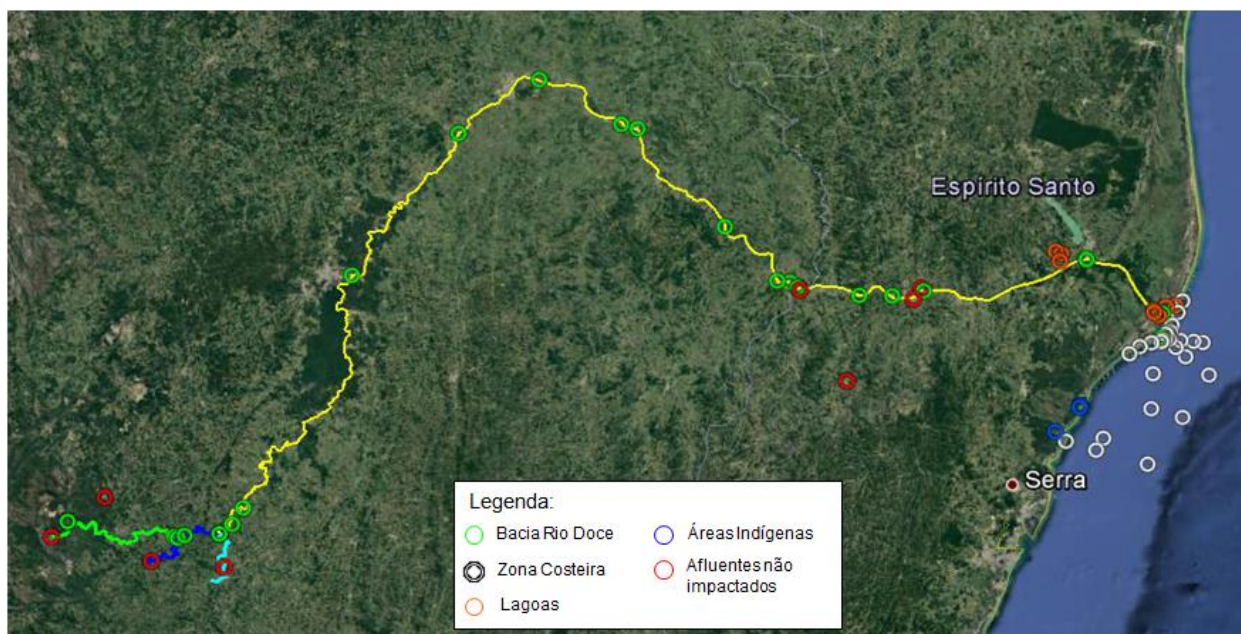 Espírito Santo
Serra
Legenda:
Bacia Rio Doce
Áreas Indígenas
Zona Costeira
Afluentes não
impactados
Lagoas